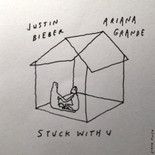 JUSTIN
BIEBER
ARIANA
GRANDE
STUCK WITH U